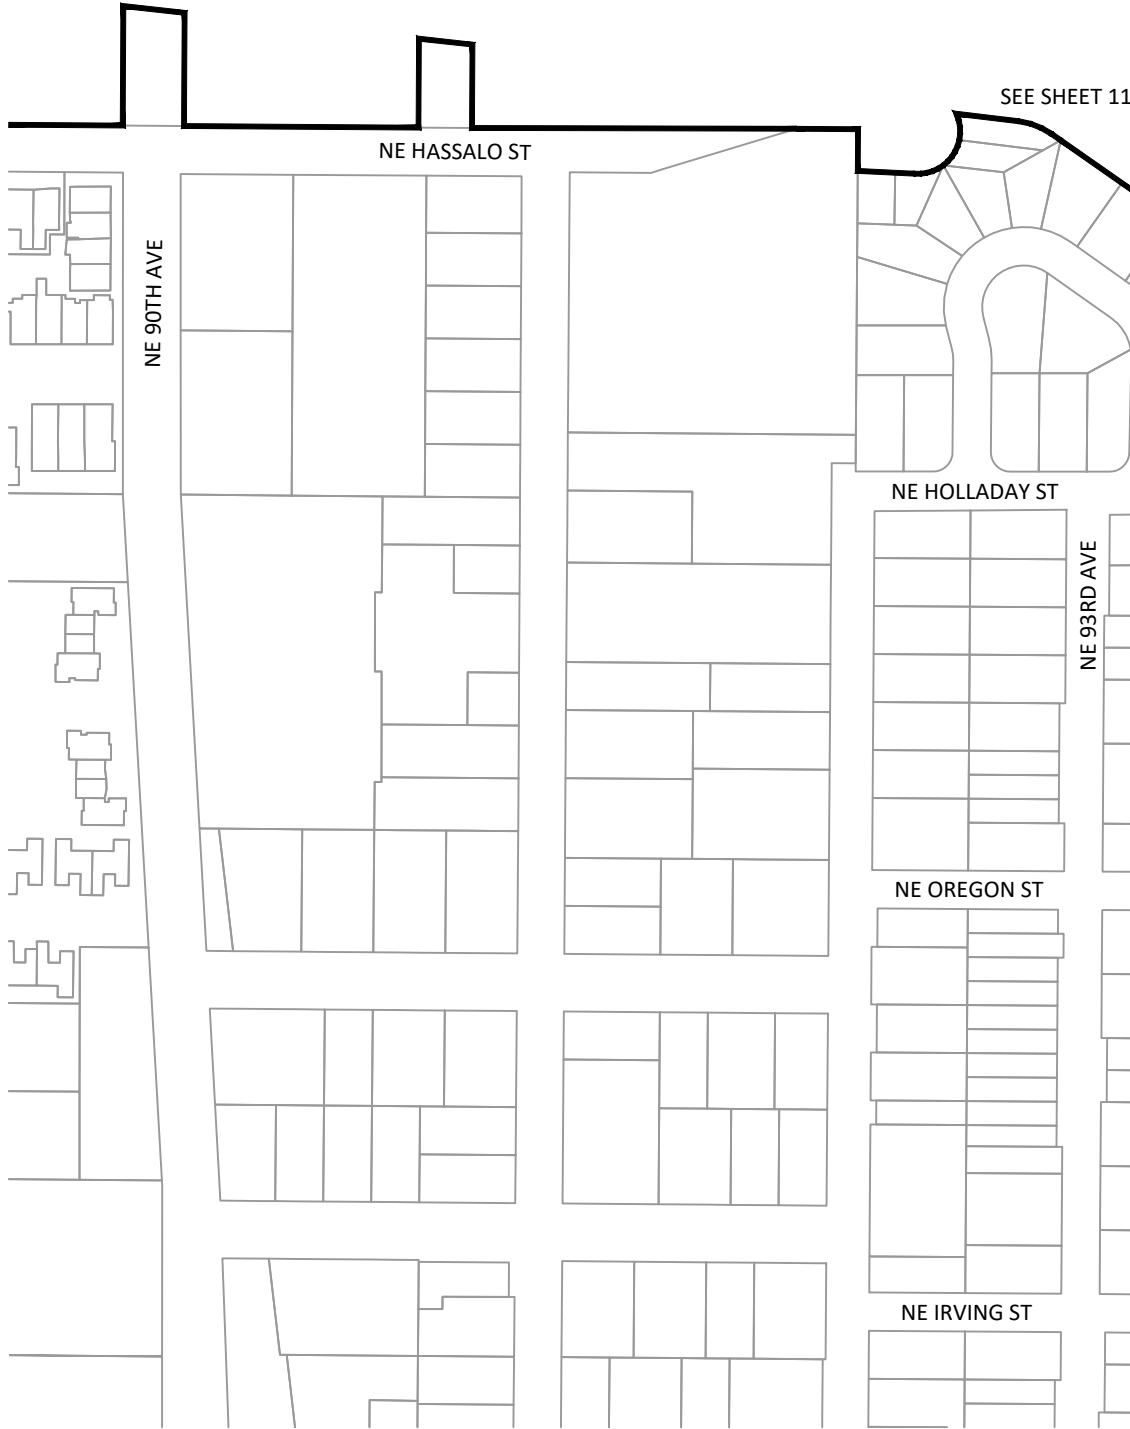 SEE SHEET 11
NE HASSALO ST
NE 90TH AVE
NE HOLLADAY ST
NE 93RD AVE
NE OREGON ST
NE IRVING ST